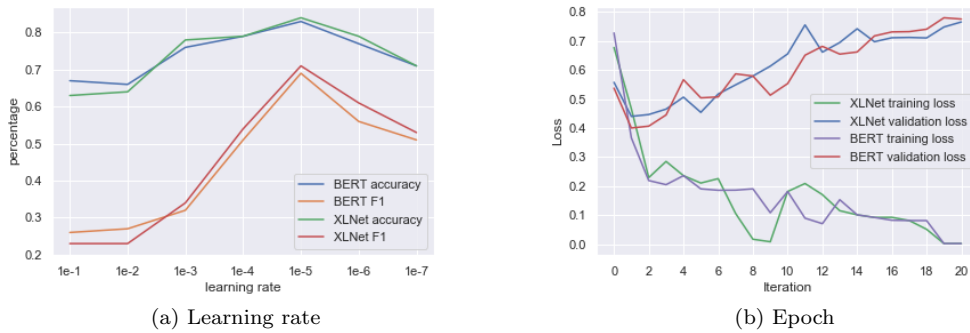 0.8
0.7
0.6
0.5
0.4
0.3
0.2
percentage
BERT accuracy
BERT F1
XLNet accuracy
XLNet F1
1e-1 1e-2 1e-3 1e-4 1e-5 1e-6 1e-7
learning rate
(a) Learning rate
0.8
0.7
0.6
0.5
0.4
0.3
0.2
0.1
0.0
Loss
XLNet training loss
XLNet validation loss
BERT training loss
BERT validation loss
0 2 4 6 8 10 12 14 16 18 20
Iteration
(b) Epoch